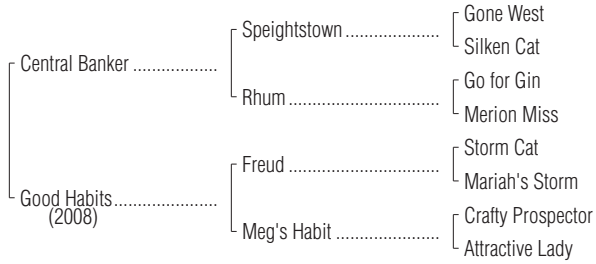 Gone West
Speightstown ....................
Silken Cat
Central Banker ..................
Go for Gin
Rhum ................................
Merion Miss
Storm Cat
Freud ................................
Mariah's Storm
Good Habits......................
(2008)
Crafty Prospector
Meg's Habit ......................
Attractive Lady